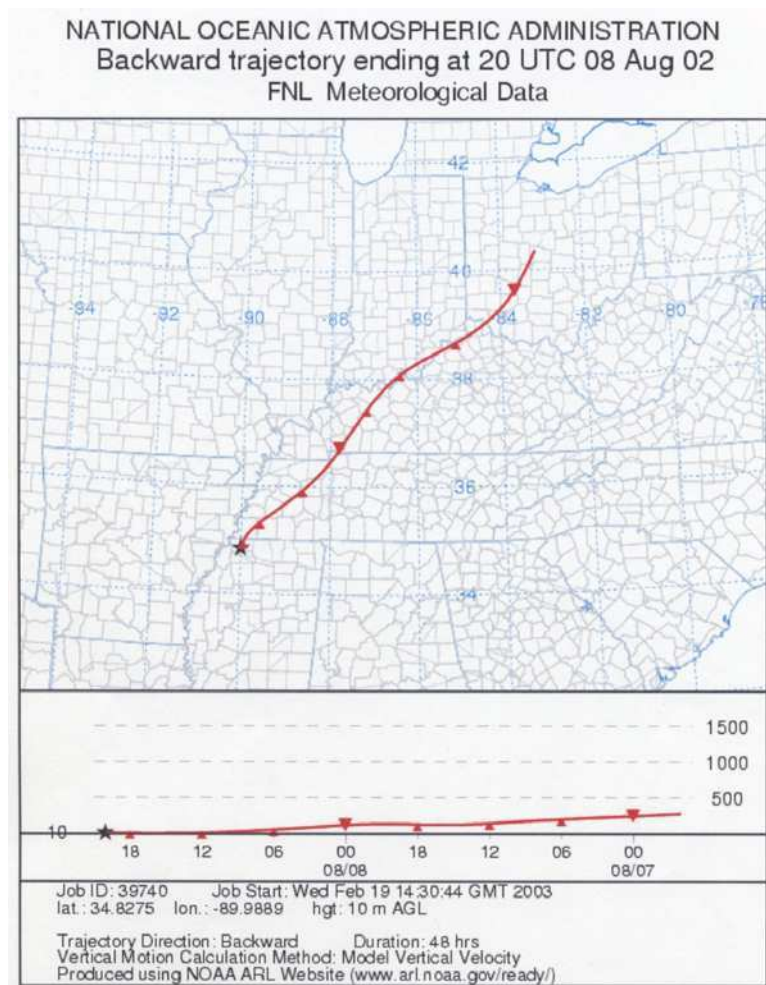 NATIONAL OCEANIC ATMOSPHERIC ADMINISTRATION
Backward trajectory ending at 20 UTC 08 Aug 02
FNL Meteorological Data
42
40
-94
-92
-90
-88
-86
-84
-82
-80
-78
38
36
34
1500
1000
500
10
18 12 06 00 18 12 06 00
08/08 08/07
Job ID: 39740 Job Start: Wed Feb 19 14:30:44 GMT 2003
lat.: 34.8275 lon.: -89.9889 hgt: 10 m AGL
Trajectory Direction: Backward Duration: 48 hrs
Vertical Motion Calculation Method: Model Vertical Velocity
Produced using NOAA ARL Website (www.arl.noaa.gov/ready/)